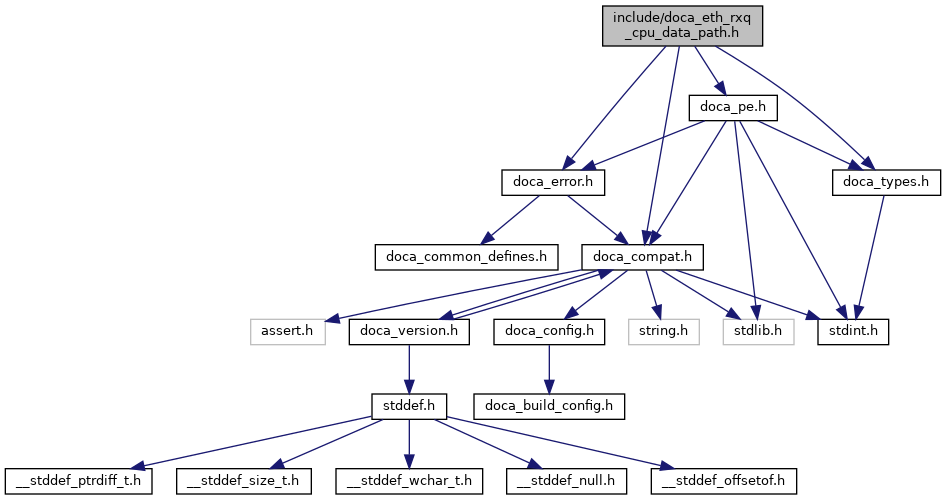 include/doca_eth_rxq
_cpu_data_path.h
doca_pe.h
doca_error.h
doca_types.h
doca_common_defines.h
doca_compat.h
assert.h
doca_version.h
doca_config.h
string.h
stdlib.h
stdint.h
stddef.h
doca_build_config.h
__stddef_ptrdiff_t.h
__stddef_size_t.h
__stddef_wchar_t.h
__stddef_null.h
__stddef_offsetof.h